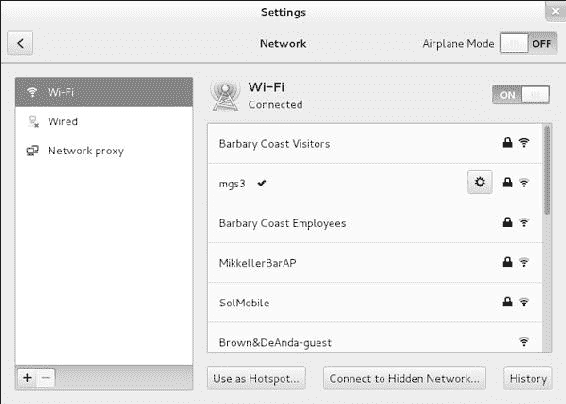 Settings
Network
Airplane Mode
OFF
Wi-Fi
Wired
Network proxy
Wi-Fi
Connected
ON
Barbary Coast Visitors
mgs3
Barbary Coast Employees
MikkellerBarAP
SolMobile
Brown&DeAnda-guest
Use as Hotspot...
Connect to Hidden Network...
History